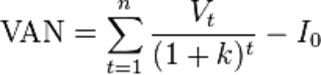 VAN = \sum_{t=1}^{n} \frac{V_t}{(1+k)^t} - I_0